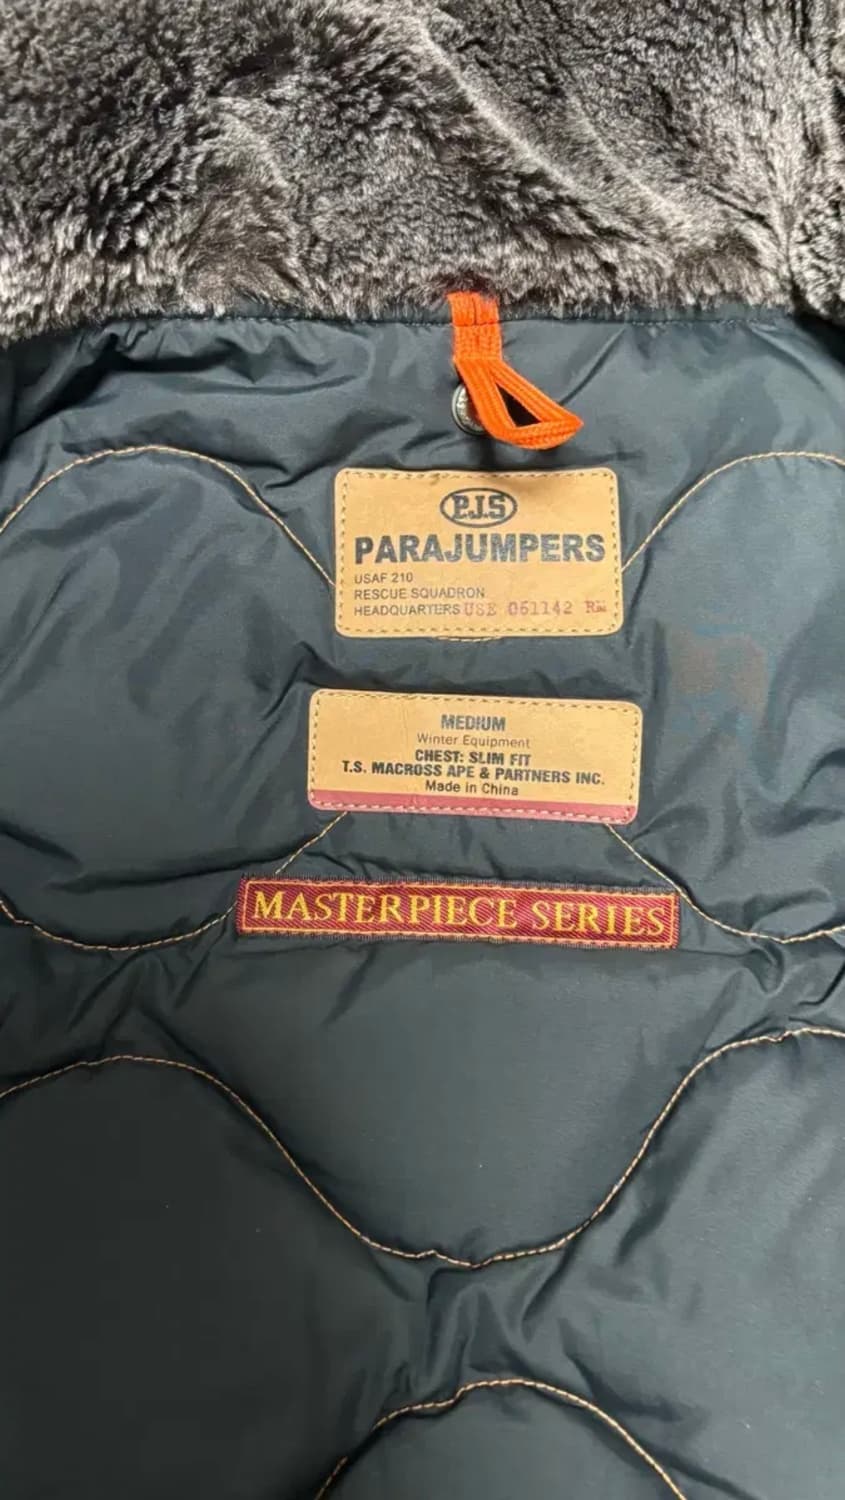 P.J.S
PARAJUMPERS
USAF 210
RESCUE SQUADRON
HEADQUARTERS USE 061142 RW
MEDIUM
Winter Equipment
CHEST: SLIM FIT
T.S. MACROSS APE & PARTNERS INC.
Made in China
MASTERPIECE SERIES